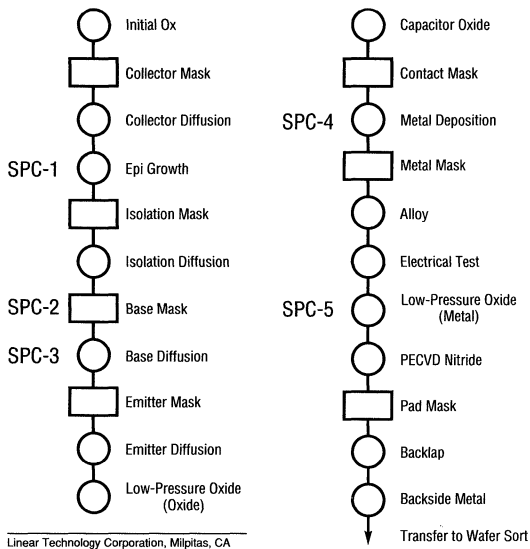 Initial Ox
Collector Mask
Collector Diffusion
SPC-1 Epi Growth
Isolation Mask
Isolation Diffusion
SPC-2 Base Mask
SPC-3 Base Diffusion
Emitter Mask
Emitter Diffusion
Low-Pressure Oxide
(Oxide)
Linear Technology Corporation, Milpitas, CA
Capacitor Oxide
Contact Mask
SPC-4 Metal Deposition
Metal Mask
Alloy
Electrical Test
SPC-5 Low-Pressure Oxide
(Metal)
PECVD Nitride
Pad Mask
Backlap
Backside Metal
Transfer to Wafer Sort